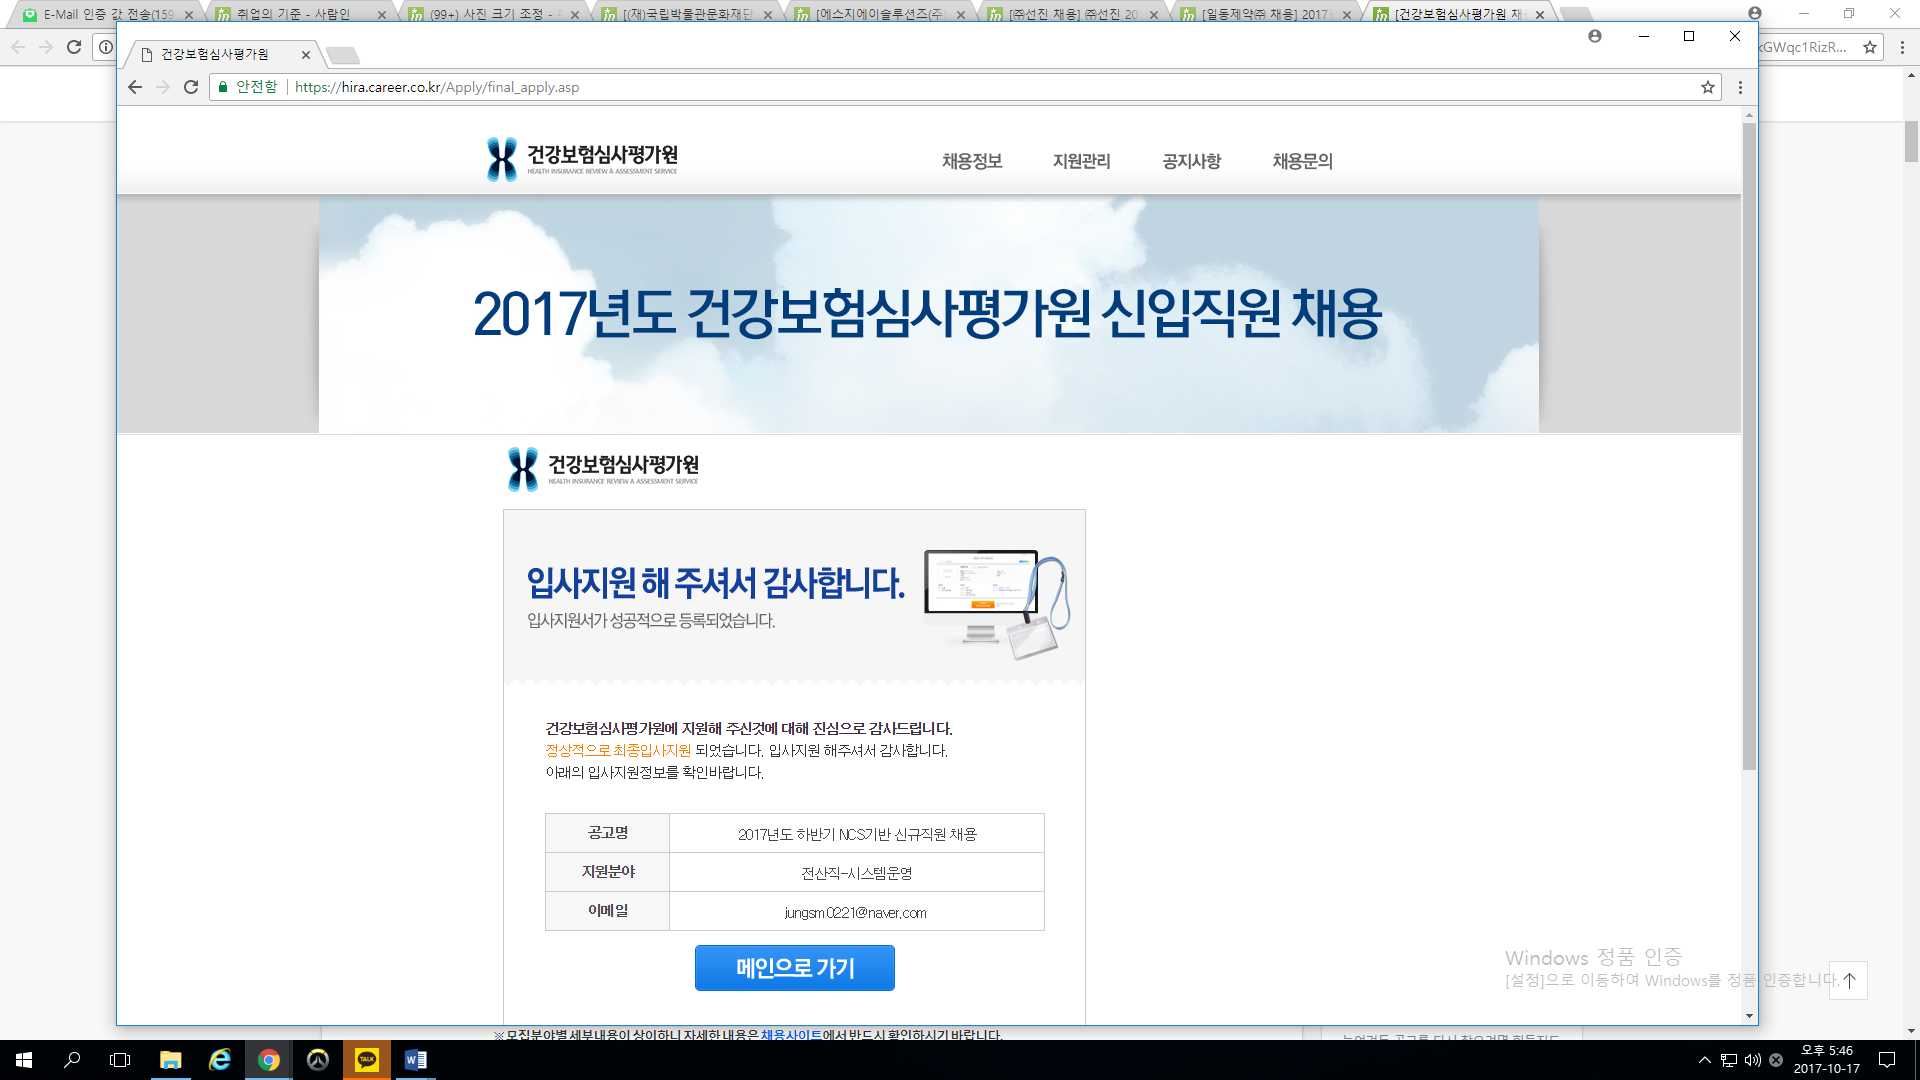 E-Mail 인증 값 전송(159
취업의 기준 - 사람인
(99+) 사진 크기 조정 -
[(재)국립박물관문화재단
[에스지에이솔루션즈(주)
[㈜선진 채용] ㈜선진 20
[일동제약㈜ 채용] 2017년
[건강보험심사평가원 채
건강보험심사평가원
안전함 https://hira.career.co.kr/Apply/final_apply.asp
kGWqc1RizR...
건강보험심사평가원
HEALTH INSURANCE REVIEW & ASSESSMENT SERVICE
채용정보 지원관리 공지사항 채용문의
2017년도 건강보험심사평가원 신입직원 채용
건강보험심사평가원
HEALTH INSURANCE REVIEW & ASSESSMENT SERVICE
입사지원 해 주셔서 감사합니다.
입사지원서가 성공적으로 등록되었습니다.
건강보험심사평가원에 지원해 주신것에 대해 진심으로 감사드립니다.
정상적으로 최종입사지원 되었습니다. 입사지원 해주셔서 감사합니다.
아래의 입사지원정보를 확인바랍니다.
공고명 2017년도 하반기 NCS기반 신규직원 채용
지원분야 전산직-시스템운영
이메일 jungsm0221@naver.com
메인으로 가기
Windows 정품 인증
[설정]으로 이동하여 Windows를 정품 인증합니다.
※ 모집분야별 세부내용이 상이하니 자세한 내용은 채용사이트에서 반드시 확인하시기 바랍니다.
TALK
오후 5:46
2017-10-17